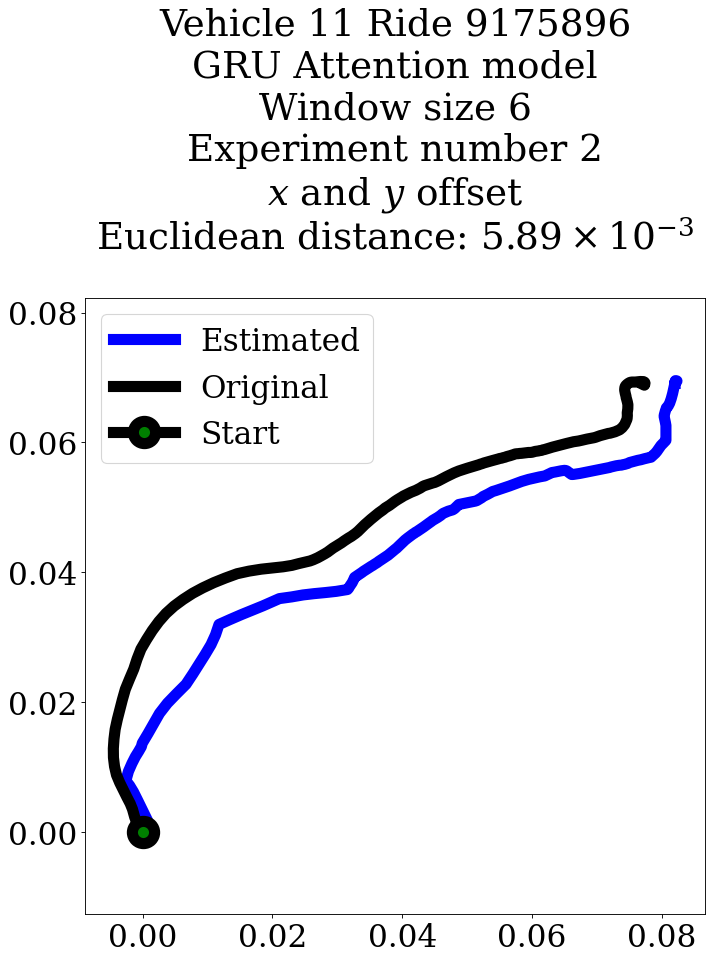 Vehicle 11 Ride 9175896
GRU Attention model
Window size 6
Experiment number 2
x and y offset
Euclidean distance: 5.89 × 10⁻³
0.08
0.06
0.04
0.02
0.00
Estimated
Original
Start
0.00 0.02 0.04 0.06 0.08